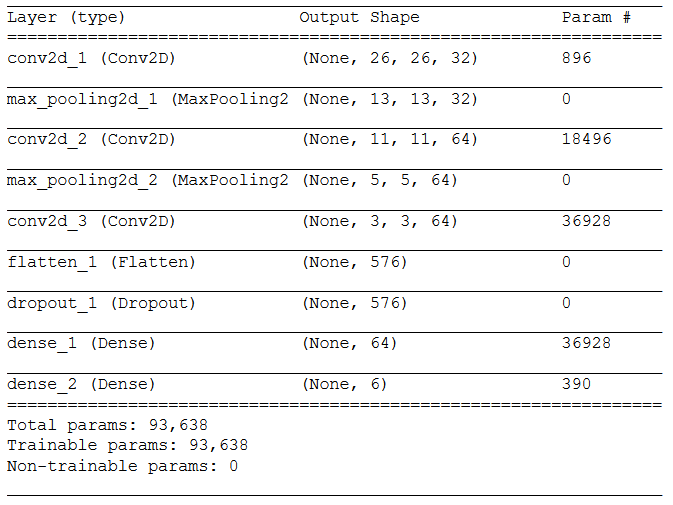 Layer (type) Output Shape Param #
=================================================================
conv2d_1 (Conv2D) (None, 26, 26, 32) 896
max_pooling2d_1 (MaxPooling2 (None, 13, 13, 32) 0
conv2d_2 (Conv2D) (None, 11, 11, 64) 18496
max_pooling2d_2 (MaxPooling2 (None, 5, 5, 64) 0
conv2d_3 (Conv2D) (None, 3, 3, 64) 36928
flatten_1 (Flatten) (None, 576) 0
dropout_1 (Dropout) (None, 576) 0
dense_1 (Dense) (None, 64) 36928
dense_2 (Dense) (None, 6) 390
=================================================================
Total params: 93,638
Trainable params: 93,638
Non-trainable params: 0